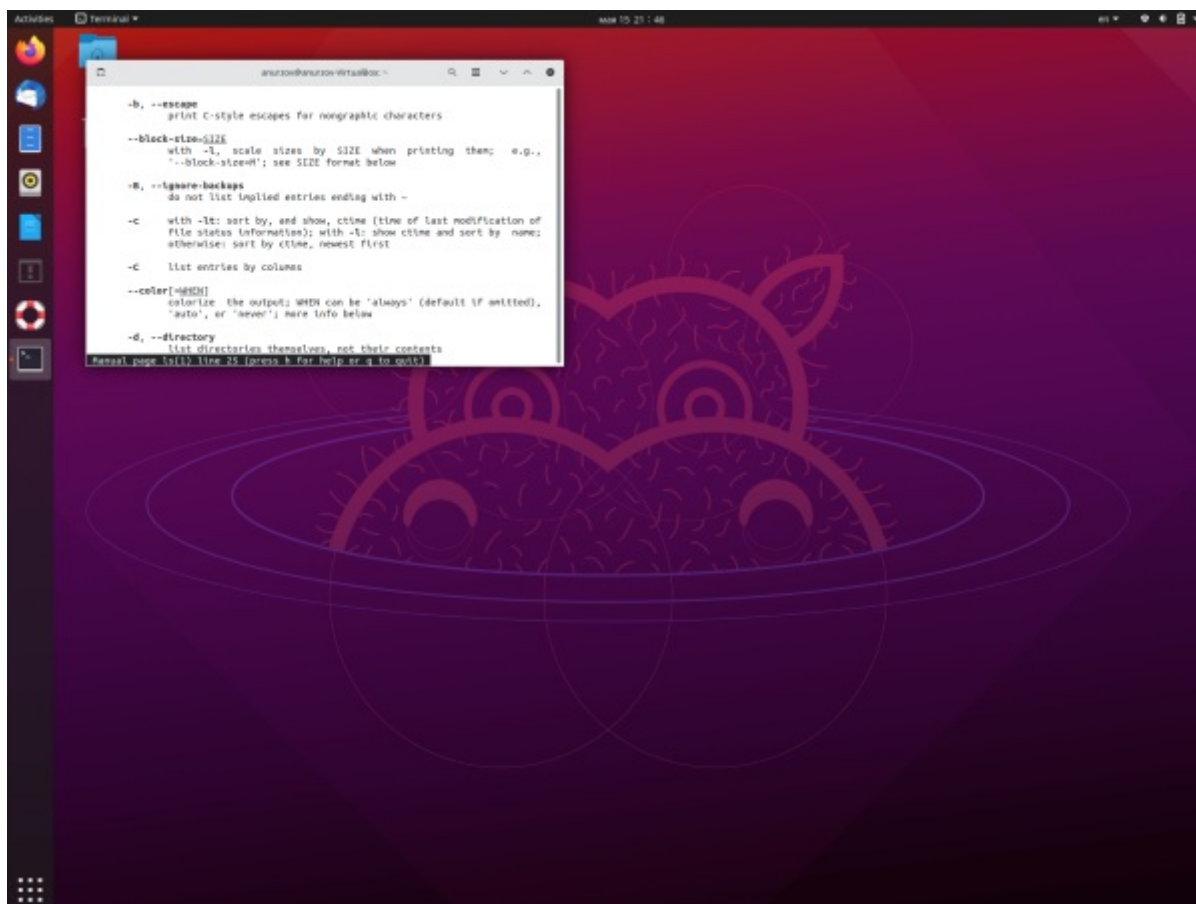 Activities
Terminal
мая 15 21:46
en
-b, --escape
print C-style escapes for nongraphic characters
--block-size=SIZE
with -l, scale sizes by SIZE when printing them; e.g.,
'--block-size=M'; see SIZE format below
-B, --ignore-backups
do not list implied entries ending with ~
-c with -lt: sort by, and show, ctime (time of last modification of
file status information); with -l: show ctime and sort by name;
otherwise: sort by ctime, newest first
-C list entries by columns
--color[=WHEN]
colorize the output; WHEN can be 'always' (default if omitted),
'auto', or 'never'; more info below
-d, --directory
list directories themselves, not their contents
Manual page ls(1) line 25 (press h for help or q to quit)